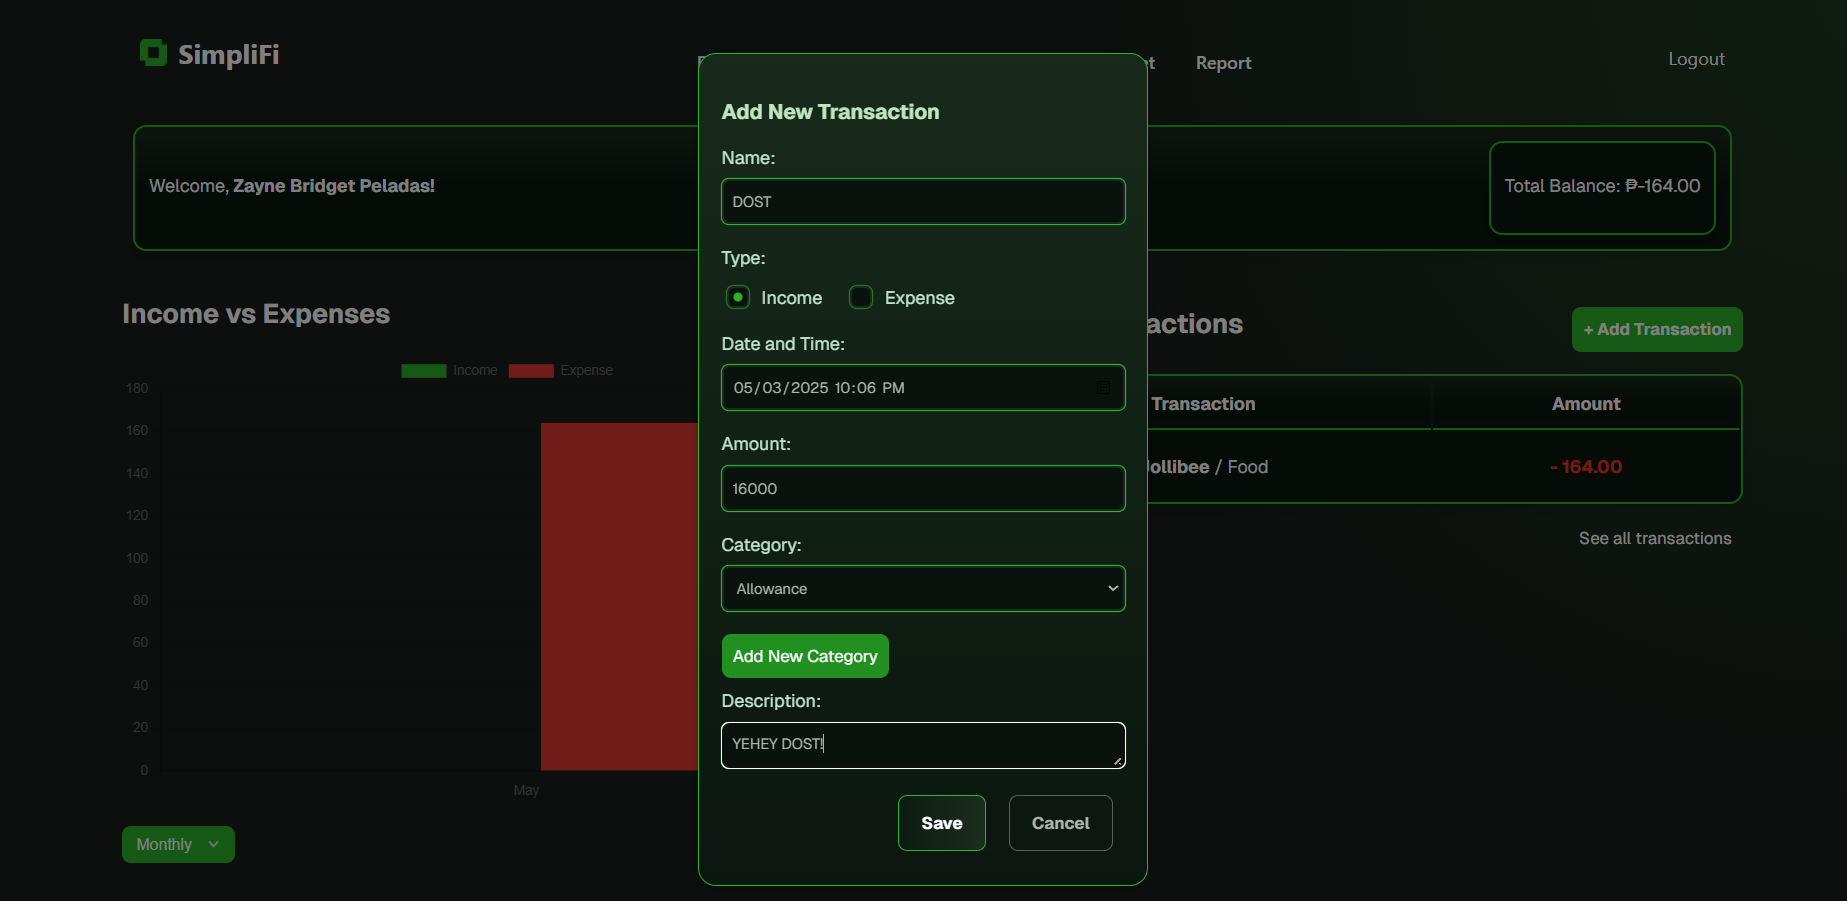 SimpliFi
Report
Logout
Welcome, Zayne Bridget Peladas!
Total Balance: ₱-164.00
Income vs Expenses
Income
Expense
180
160
140
120
100
80
60
40
20
0
May
Monthly
Add New Transaction
Name:
DOST
Type:
Income
Expense
Date and Time:
05/03/2025 10:06 PM
Amount:
16000
Category:
Allowance
Add New Category
Description:
YEHEY DOST!
Save
Cancel
actions
+ Add Transaction
Transaction
Amount
ollibee / Food
- 164.00
See all transactions